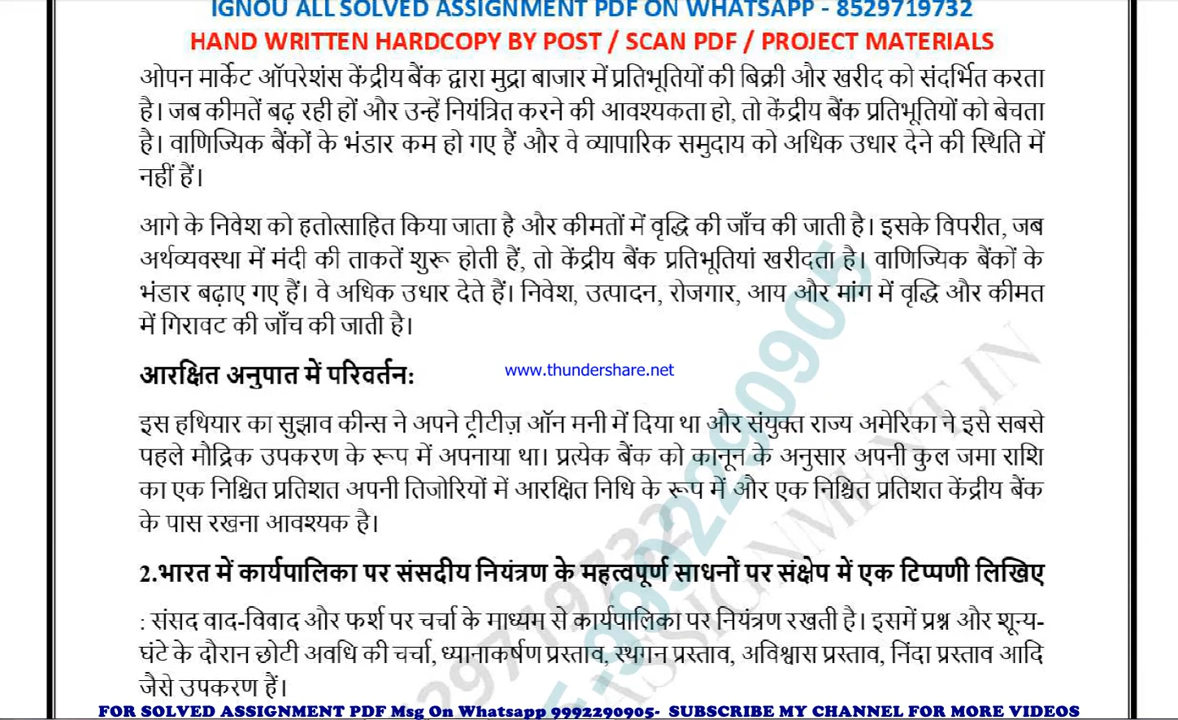 IGNOU ALL SOLVED ASSIGNMENT PDF ON WHATSAPP - 8529719732
HAND WRITTEN HARDCOPY BY POST / SCAN PDF / PROJECT MATERIALS
ओपन मार्केट ऑपरेशंस केंद्रीय बैंक द्वारा मुद्रा बाजार में प्रतिभूतियों की बिक्री और खरीद को संदर्भित करता
है। जब कीमतें बढ़ रही हों और उन्हें नियंत्रित करने की आवश्यकता हो, तो केंद्रीय बैंक प्रतिभूतियों को बेचता
है। वाणिज्यिक बैंकों के भंडार कम हो गए हैं और वे व्यापारिक समुदाय को अधिक उधार देने की स्थिति में
नहीं हैं।
आगे के निवेश को हतोत्साहित किया जाता है और कीमतों में वृद्धि की जाँच की जाती है। इसके विपरीत, जब
अर्थव्यवस्था में मंदी की ताकतें शुरू होती हैं, तो केंद्रीय बैंक प्रतिभूतियां खरीदता है। वाणिज्यिक बैंकों के
भंडार बढ़ाए गए हैं। वे अधिक उधार देते हैं। निवेश, उत्पादन, रोजगार, आय और मांग में वृद्धि और कीमत
में गिरावट की जाँच की जाती है।
आरक्षित अनुपात में परिवर्तन:
www.thundershare.net
इस हथियार का सुझाव कीन्स ने अपने ट्रीटीज़ ऑन मनी में दिया था और संयुक्त राज्य अमेरिका ने इसे सबसे
पहले मौद्रिक उपकरण के रूप में अपनाया था। प्रत्येक बैंक को कानून के अनुसार अपनी कुल जमा राशि
का एक निश्चित प्रतिशत अपनी तिजोरियों में आरक्षित निधि के रूप में और एक निश्चित प्रतिशत केंद्रीय बैंक
के पास रखना आवश्यक है।
2.भारत में कार्यपालिका पर संसदीय नियंत्रण के महत्वपूर्ण साधनों पर संक्षेप में एक टिप्पणी लिखिए
: संसद वाद-विवाद और फर्श पर चर्चा के माध्यम से कार्यपालिका पर नियंत्रण रखती है। इसमें प्रश्न और शून्य-
घंटे के दौरान छोटी अवधि की चर्चा, ध्यानाकर्षण प्रस्ताव, स्थगन प्रस्ताव, अविश्वास प्रस्ताव, निंदा प्रस्ताव आदि
जैसे उपकरण हैं।
FOR SOLVED ASSIGNMENT PDF Msg On Whatsapp 9992290905- SUBSCRIBE MY CHANNEL FOR MORE VIDEOS